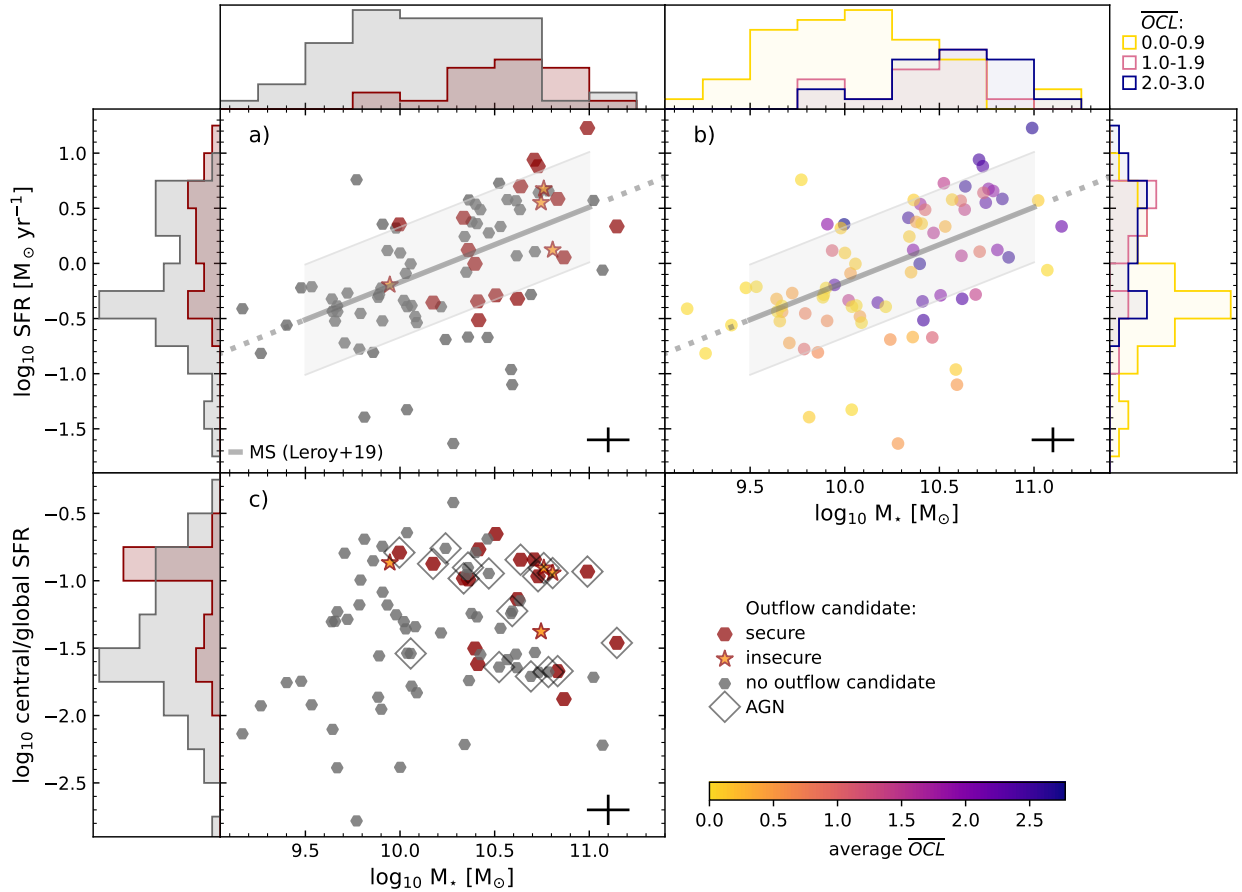 OCL:
0.0-0.9
1.0-1.9
2.0-3.0
a)
b)
1.0
0.5
0.0
−0.5
−1.0
−1.5
log₁₀ SFR [M⊙ yr⁻¹]
MS (Leroy+19)
9.5 10.0 10.5 11.0
log₁₀ M⋆ [M⊙]
c)
−0.5
−1.0
−1.5
−2.0
−2.5
log₁₀ central/global SFR
9.5 10.0 10.5 11.0
log₁₀ M⋆ [M⊙]
Outflow candidate:
secure
insecure
no outflow candidate
AGN
0.0 0.5 1.0 1.5 2.0 2.5
average OCL